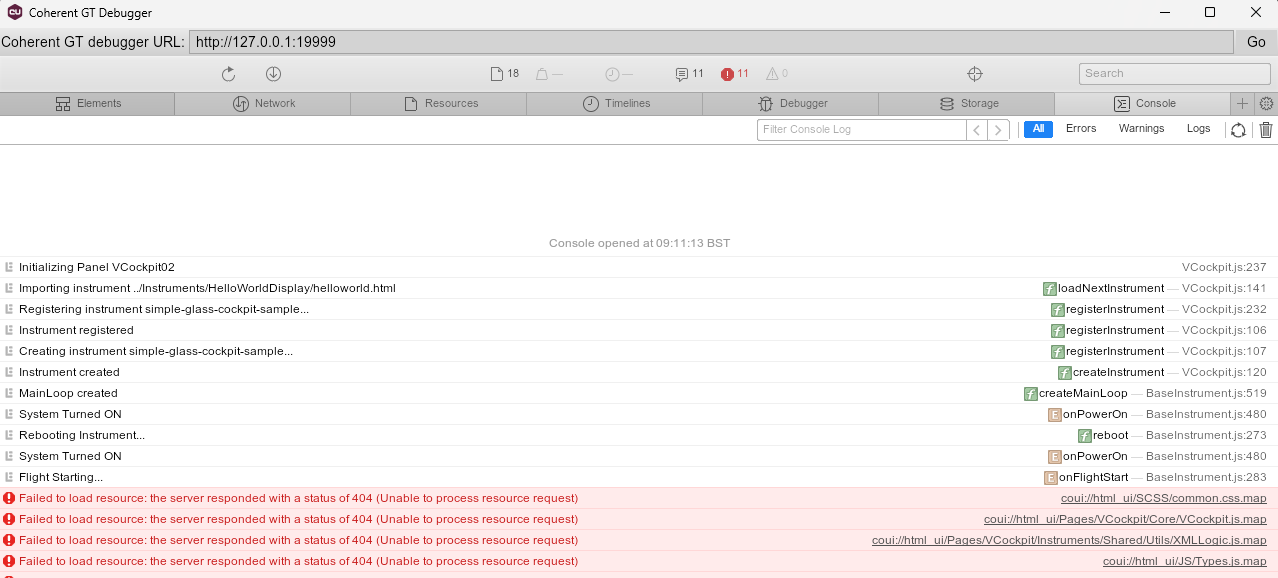 Coherent GT Debugger
Coherent GT debugger URL: http://127.0.0.1:19999 Go
18 — — 11 11 0 Search
Elements Network Resources Timelines Debugger Storage Console
Filter Console Log All Errors Warnings Logs
Console opened at 09:11:13 BST
Initializing Panel VCockpit02 VCockpit.js:237
Importing instrument ../Instruments/HelloWorldDisplay/helloworld.html f loadNextInstrument — VCockpit.js:141
Registering instrument simple-glass-cockpit-sample... f registerInstrument — VCockpit.js:232
Instrument registered f registerInstrument — VCockpit.js:106
Creating instrument simple-glass-cockpit-sample... f registerInstrument — VCockpit.js:107
Instrument created f createInstrument — VCockpit.js:120
MainLoop created f createMainLoop — BaseInstrument.js:519
System Turned ON E onPowerOn — BaseInstrument.js:480
Rebooting Instrument... f reboot — BaseInstrument.js:273
System Turned ON E onPowerOn — BaseInstrument.js:480
Flight Starting... E onFlightStart — BaseInstrument.js:283
Failed to load resource: the server responded with a status of 404 (Unable to process resource request) coui://html_ui/SCSS/common.css.map
Failed to load resource: the server responded with a status of 404 (Unable to process resource request) coui://html_ui/Pages/VCockpit/Core/VCockpit.js.map
Failed to load resource: the server responded with a status of 404 (Unable to process resource request) coui://html_ui/Pages/VCockpit/Instruments/Shared/Utils/XMLLogic.js.map
Failed to load resource: the server responded with a status of 404 (Unable to process resource request) coui://html_ui/JS/Types.js.map